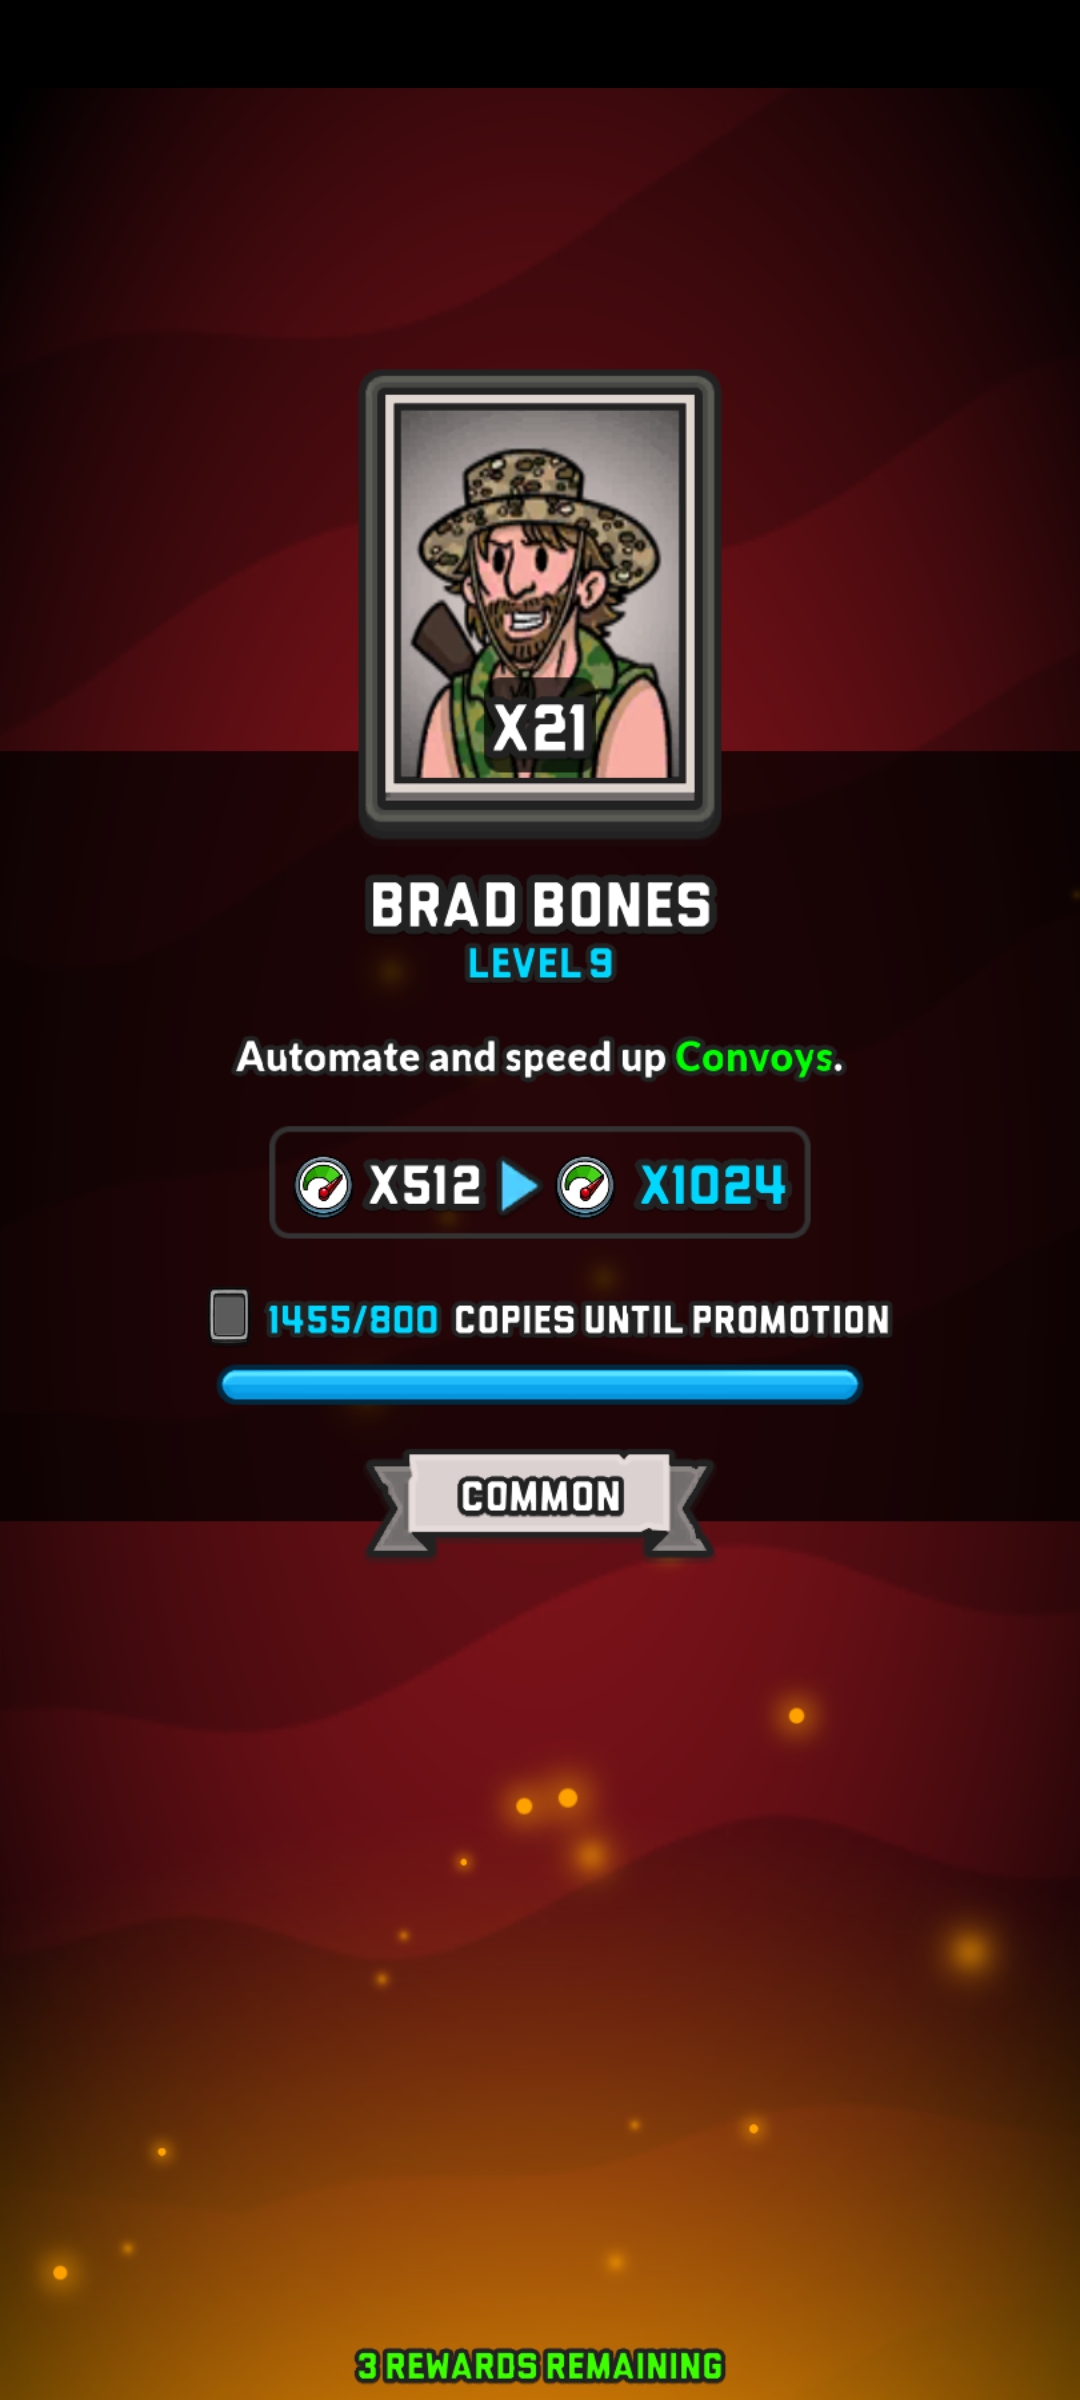 X21
BRAD BONES
LEVEL 9
Automate and speed up Convoys.
X512 X1024
1455/800 COPIES UNTIL PROMOTION
COMMON
3 REWARDS REMAINING